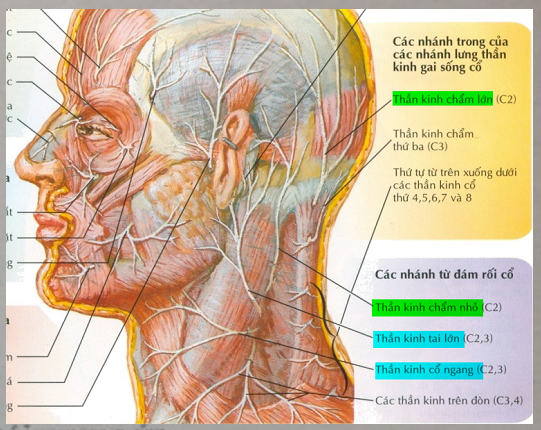 Các nhánh trong của
các nhánh lưng thần
kinh gai sống cổ
Thần kinh chẩm lớn (C2)
Thần kinh chẩm
thứ ba (C3)
Thứ tự từ trên xuống dưới
các thần kinh cổ
thứ 4,5,6,7 và 8
Các nhánh từ đám rối cổ
Thần kinh chẩm nhỏ (C2)
Thần kinh tai lớn (C2,3)
Thần kinh cổ ngang (C2,3)
Các thần kinh trên đòn (C3,4)